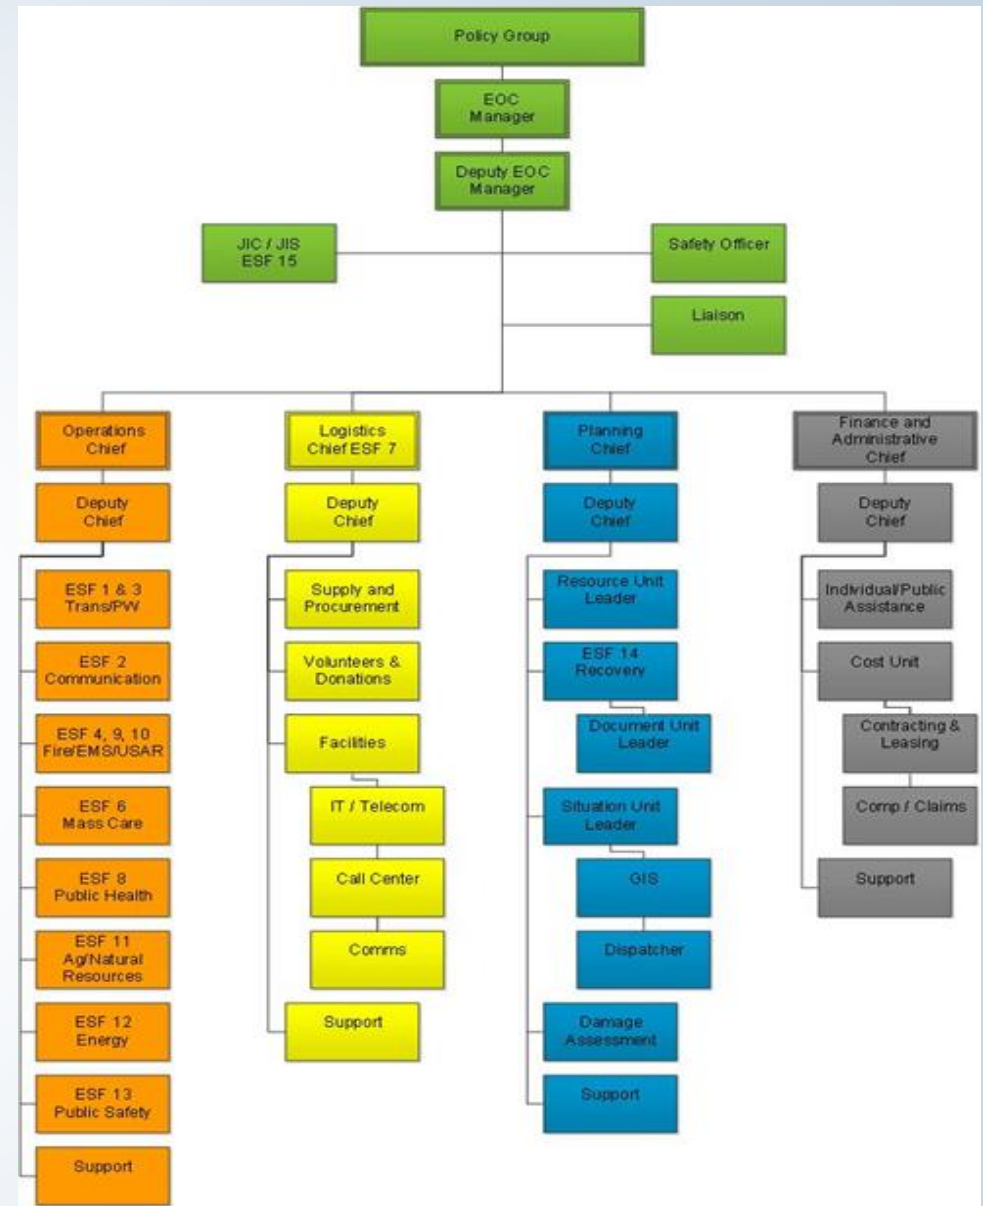 Policy Group
EOC
Manager
Deputy EOC
Manager
JIC / JIS
ESF 15
Safety Officer
Liaison
Operations
Chief
Deputy
Chief
ESF 1 & 3
Trans/PW
ESF 2
Communication
ESF 4, 9, 10
Fire/EMS/USAR
ESF 6
Mass Care
ESF 8
Public Health
ESF 11
Ag/Natural
Resources
ESF 12
Energy
ESF 13
Public Safety
Support
Logistics
Chief ESF 7
Deputy
Chief
Supply and
Procurement
Volunteers &
Donations
Facilities
IT / Telecom
Call Center
Comms
Support
Planning
Chief
Deputy
Chief
Resource Unit
Leader
ESF 14
Recovery
Document Unit
Leader
Situation Unit
Leader
GIS
Dispatcher
Damage
Assessment
Support
Finance and
Administrative
Chief
Deputy
Chief
Individual/Public
Assistance
Cost Unit
Contracting &
Leasing
Comp / Claims
Support